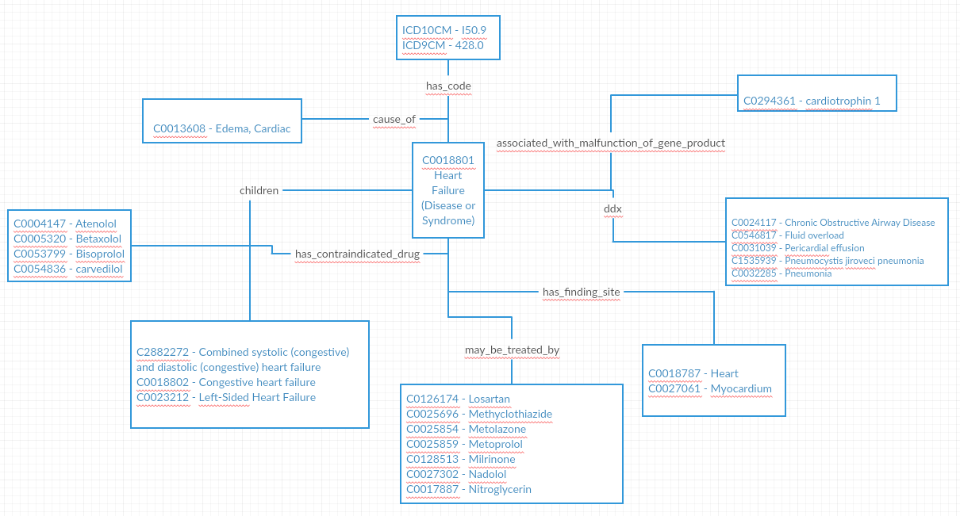 ICD10CM - I50.9
ICD9CM - 428.0
has_code
C0294361 - cardiotrophin 1
C0013608 - Edema, Cardiac
cause_of
associated_with_malfunction_of_gene_product
C0018801
Heart
Failure
(Disease or
Syndrome)
children
ddx
C0004147 - Atenolol
C0005320 - Betaxolol
C0053799 - Bisoprolol
C0054836 - carvedilol
C0024117 - Chronic Obstructive Airway Disease
C0546817 - Fluid overload
C0031039 - Pericardial effusion
C1535939 - Pneumocystis jiroveci pneumonia
C0032285 - Pneumonia
has_contraindicated_drug
has_finding_site
C2882272 - Combined systolic (congestive)
and diastolic (congestive) heart failure
C0018802 - Congestive heart failure
C0023212 - Left-Sided Heart Failure
may_be_treated_by
C0018787 - Heart
C0027061 - Myocardium
C0126174 - Losartan
C0025696 - Methyclothiazide
C0025854 - Metolazone
C0025859 - Metoprolol
C0128513 - Milrinone
C0027302 - Nadolol
C0017887 - Nitroglycerin